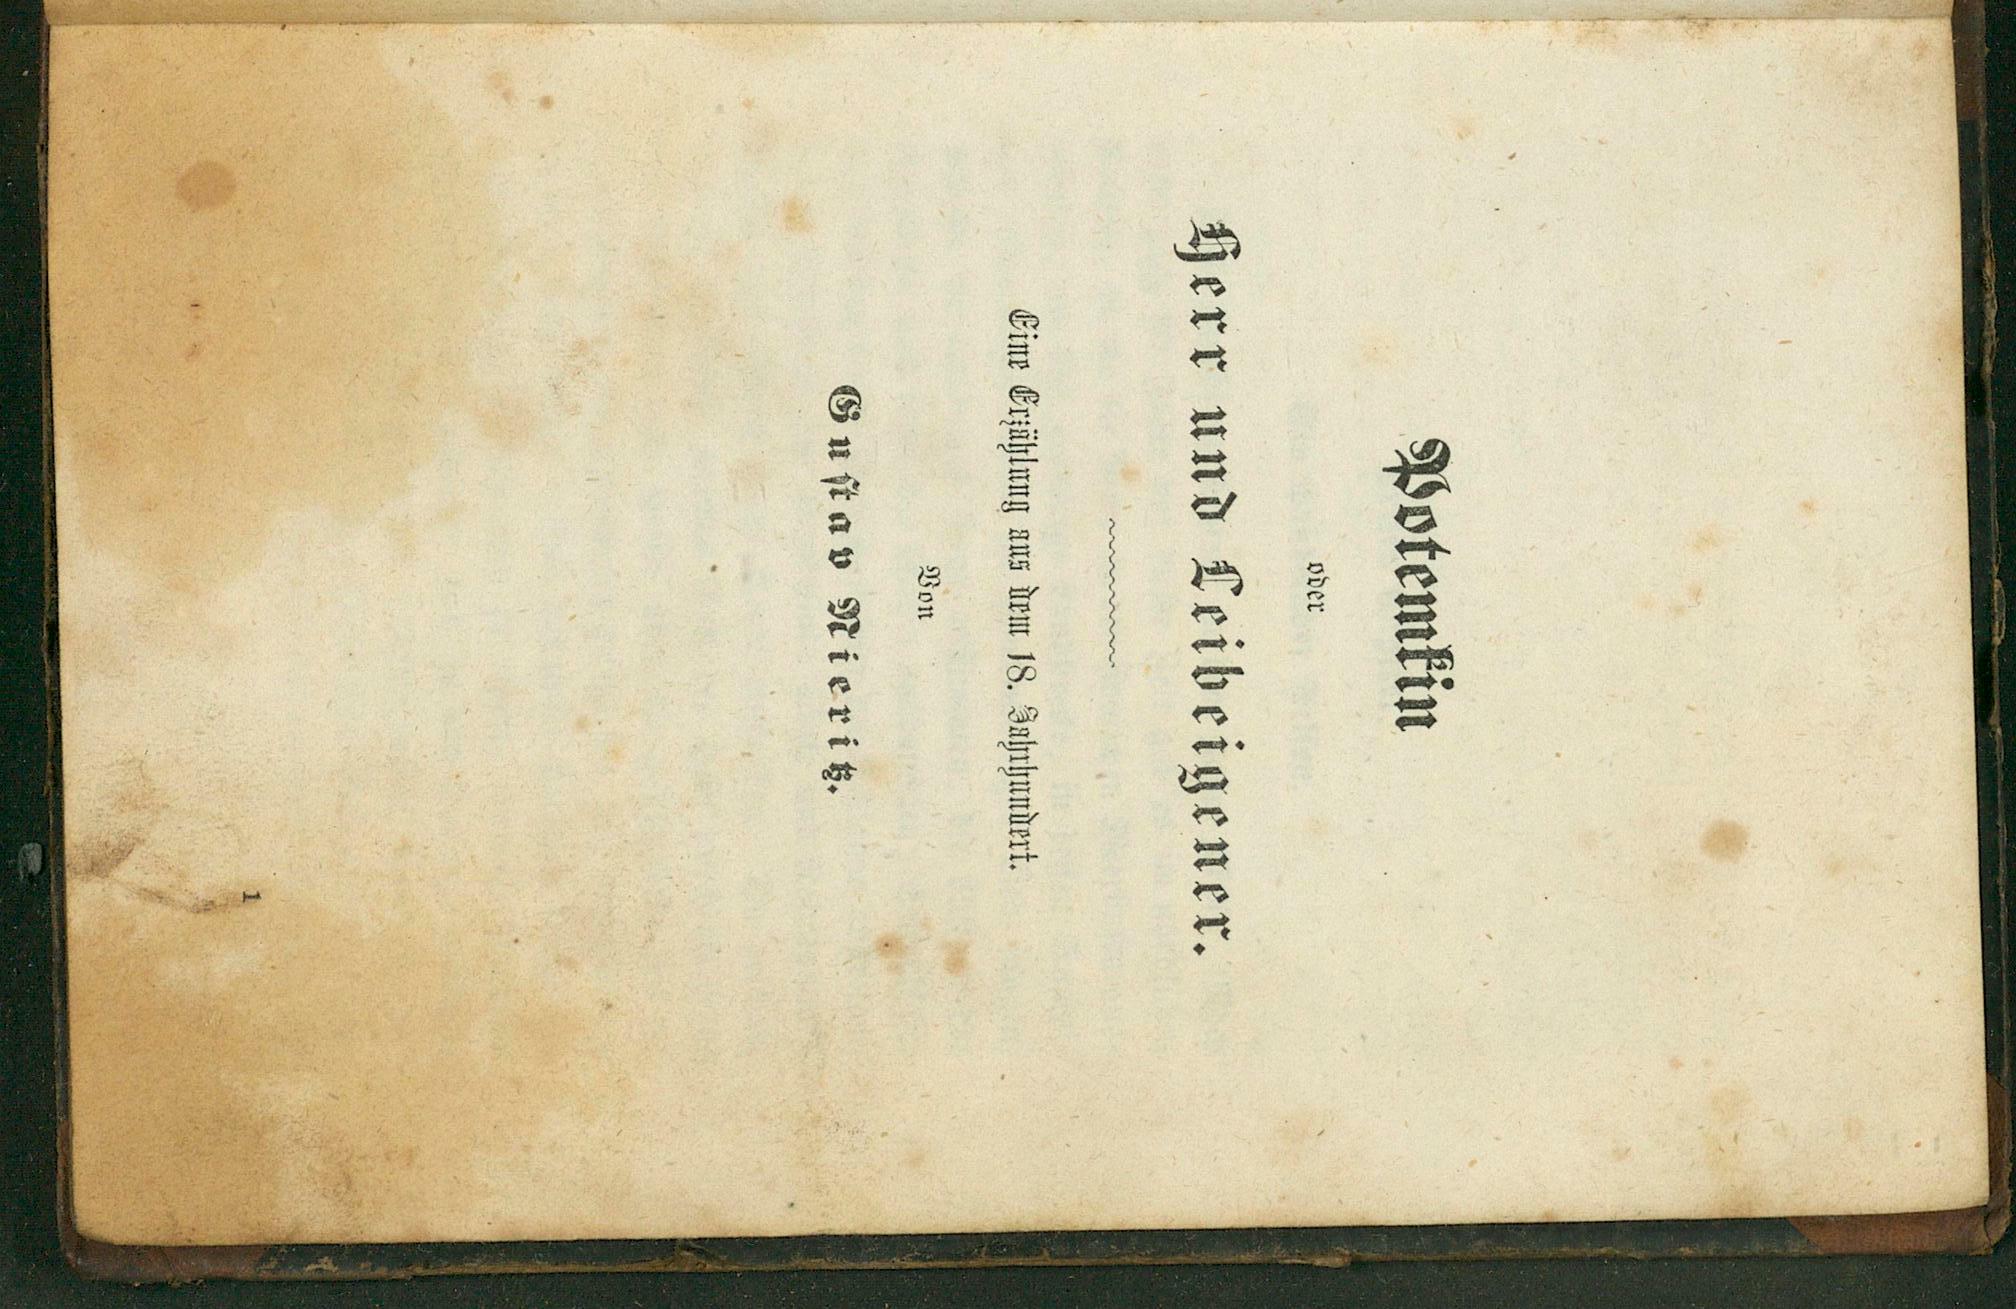 Potemkin
oder
Herr und Leibeigener.
Eine Erzählung aus dem 18. Jahrhundert.
Von
Gustav Nieritz.
1